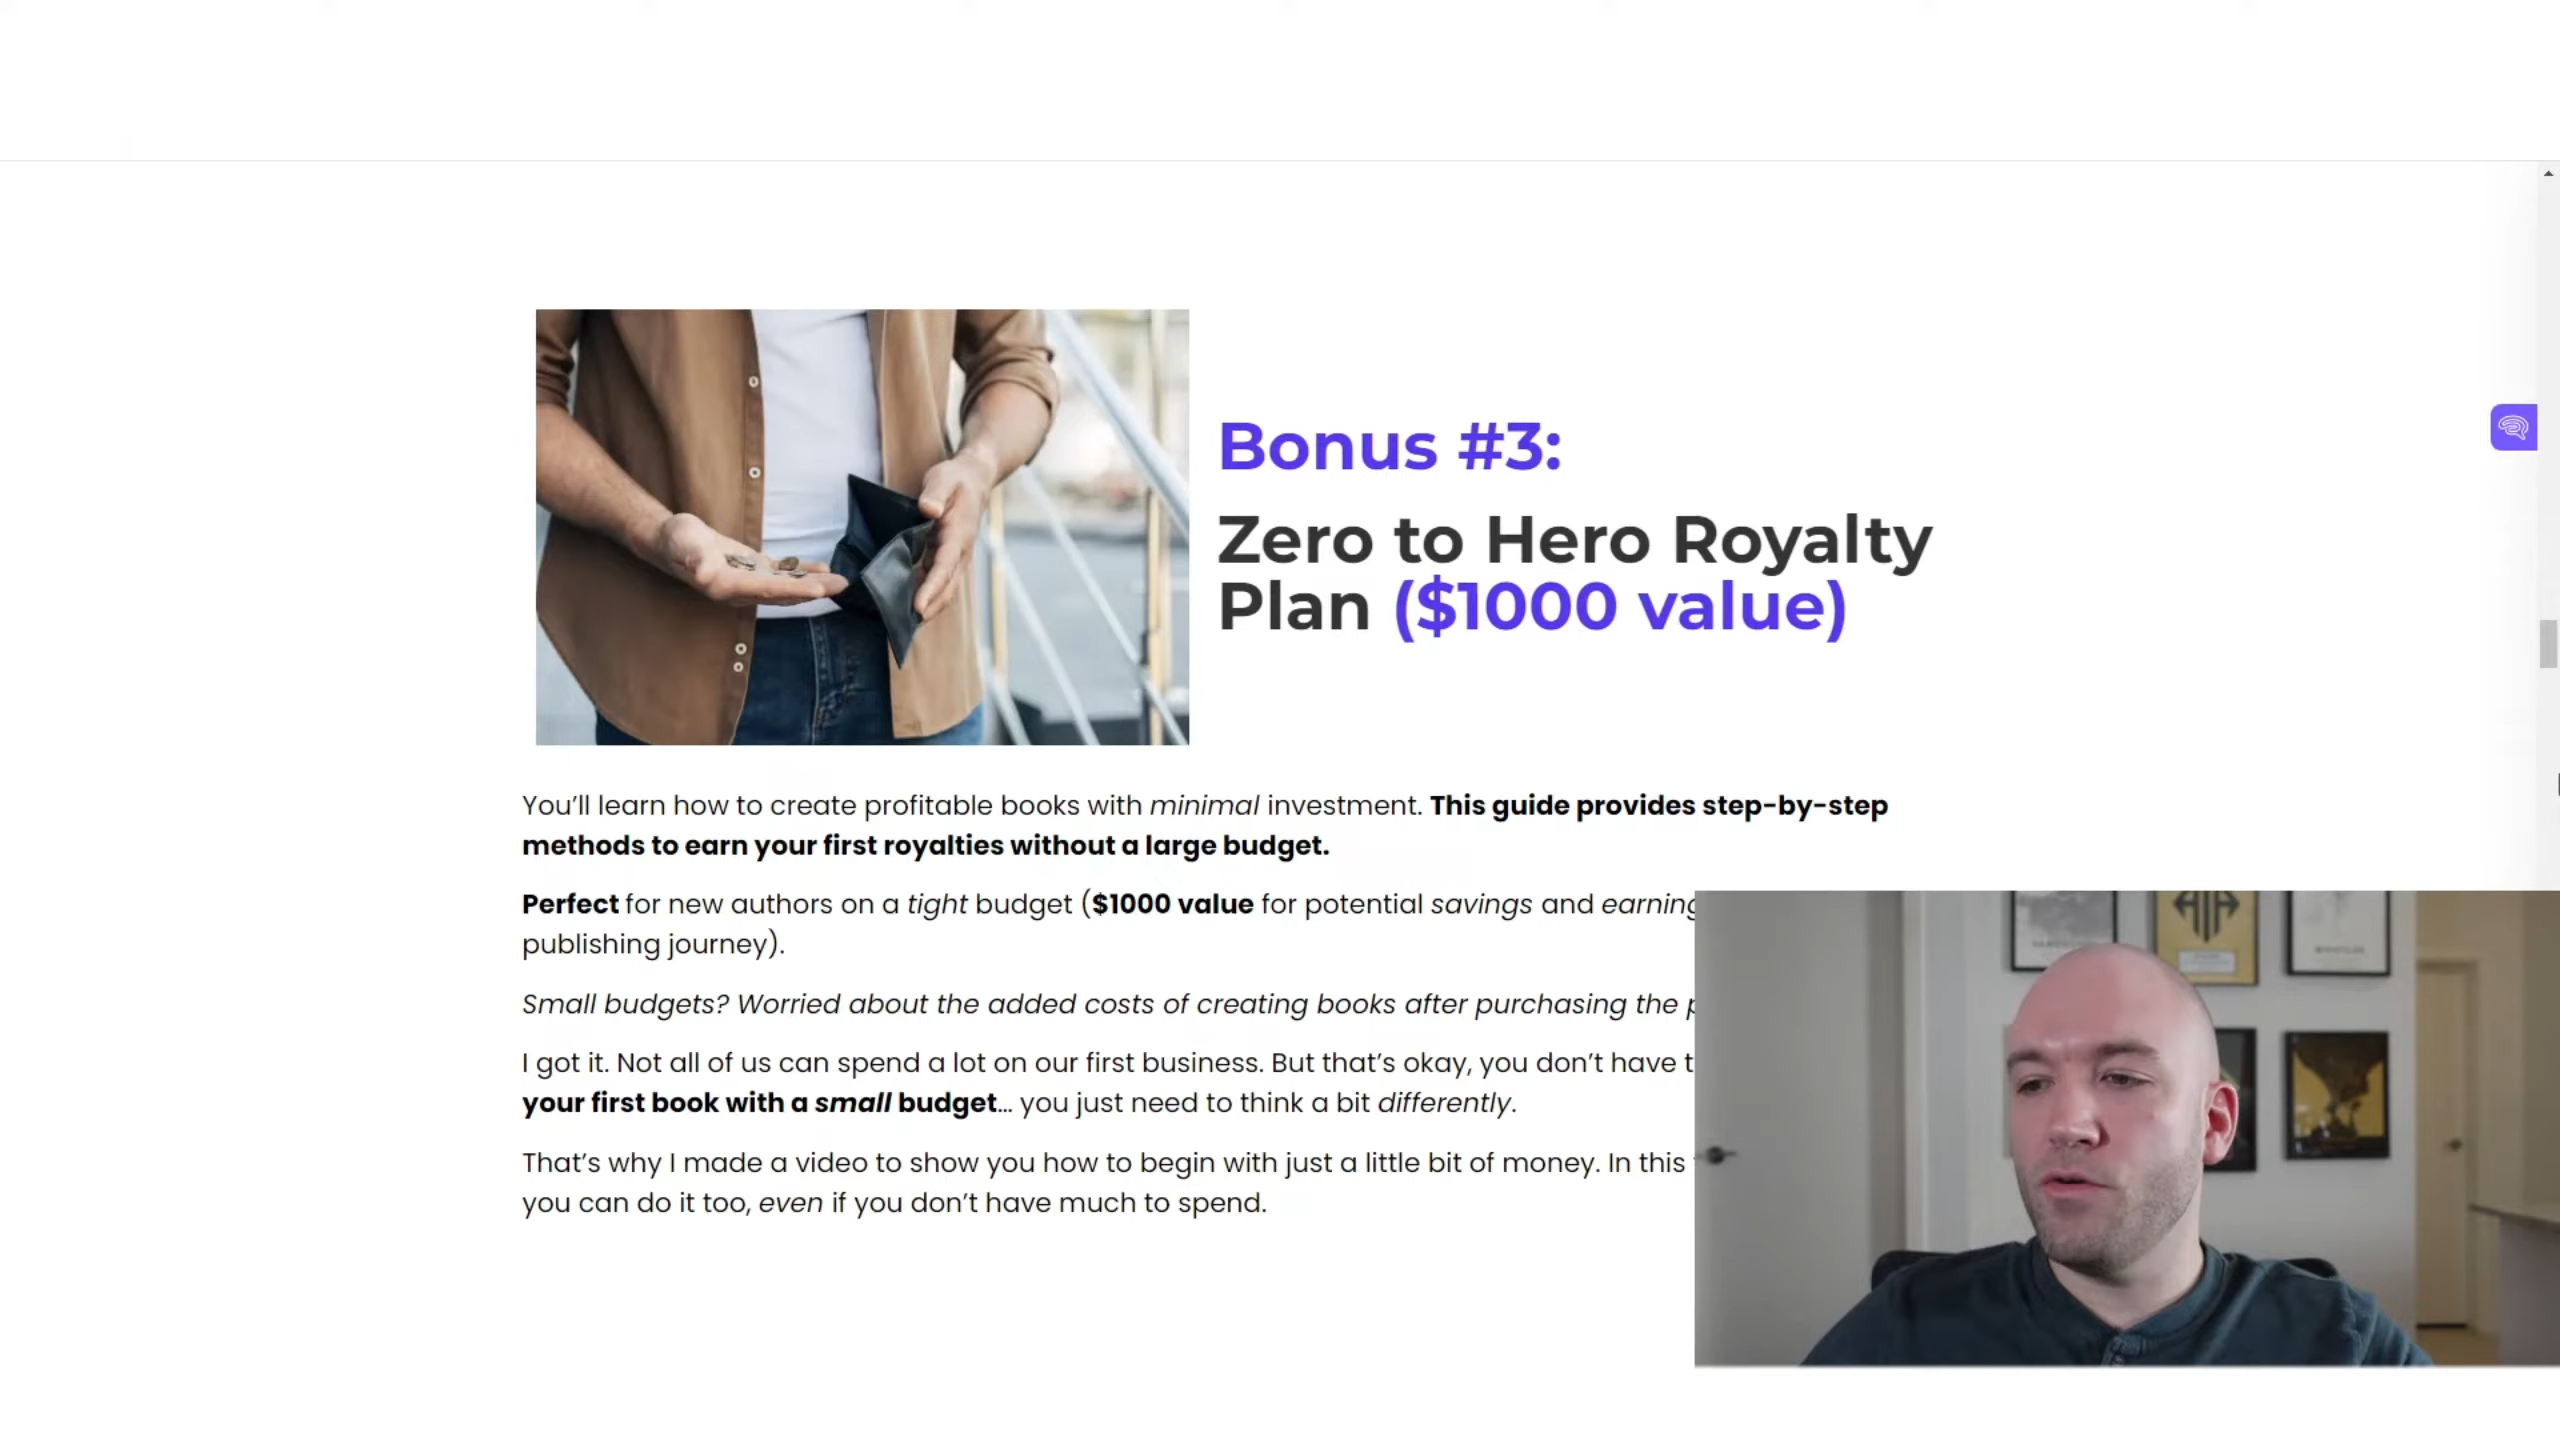 Bonus #3:
Zero to Hero Royalty
Plan ($1000 value)
You’ll learn how to create profitable books with minimal investment. This guide provides step-by-step
methods to earn your first royalties without a large budget.
Perfect for new authors on a tight budget ($1000 value for potential savings and
publishing journey).
Small budgets? Worried about the added costs of creating books after purchasing the
I got it. Not all of us can spend a lot on our first business. But that’s okay, you don’t have
your first book with a small budget… you just need to think a bit differently.
That’s why I made a video to show you how to begin with just a little bit of money. In this
you can do it too, even if you don’t have much to spend.